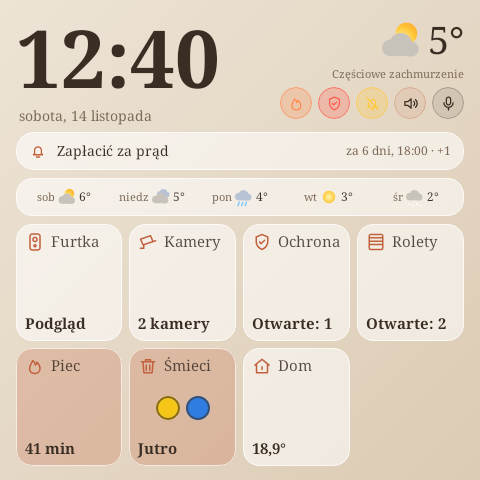 12:40
5°
Częściowe zachmurzenie
sobota, 14 listopada
Zapłacić za prąd
za 6 dni, 18:00 · +1
sob 6°
niedz 5°
pon 4°
wt 3°
śr 2°
Furtka
Kamery
Ochrona
Rolety
Podgląd
2 kamery
Otwarte: 1
Otwarte: 2
Piec
Śmieci
Dom
41 min
Jutro
18,9°